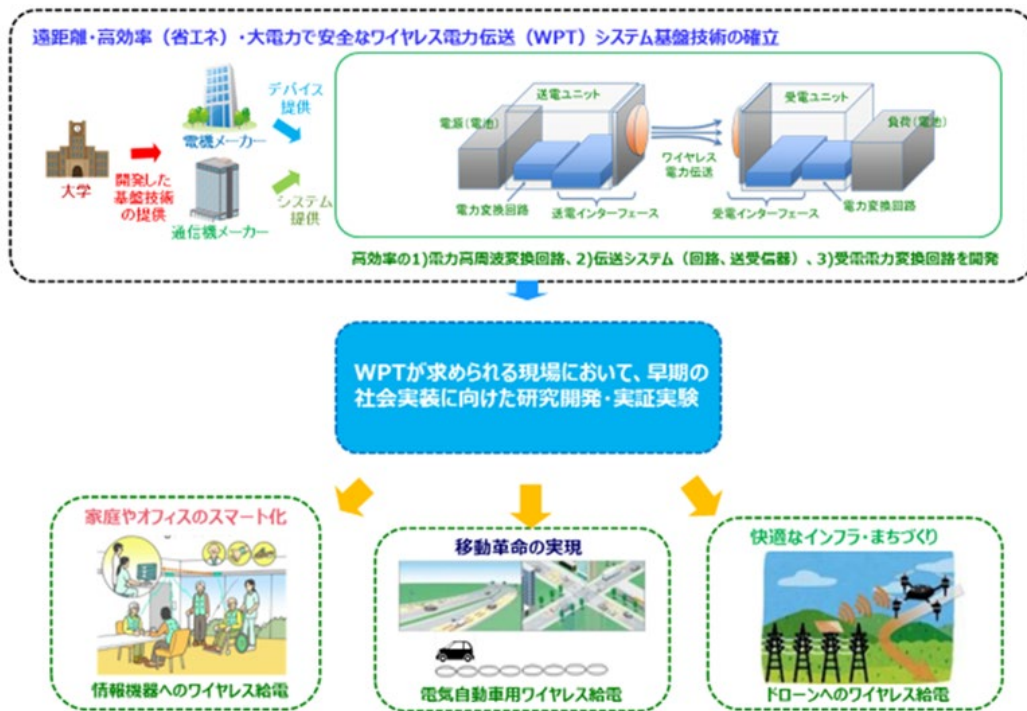 遠距離・高効率（省エネ）・大電力で安全なワイヤレス電力伝送（WPT）システム基盤技術の確立
大学
開発した
基盤技術
の提供
電機メーカー
通信機メーカー
デバイス
提供
システム
提供
電源(電池)
送電ユニット
電力変換回路
送電インターフェース
ワイヤレス
電力伝送
受電ユニット
負荷(電池)
受電インターフェース
電力変換回路
高効率の1)電力高周波変換回路、2)伝送システム（回路、送受信器）、3)受電電力変換回路を開発
WPTが求められる現場において、早期の
社会実装に向けた研究開発・実証実験
家庭やオフィスのスマート化
情報機器へのワイヤレス給電
移動革命の実現
電気自動車用ワイヤレス給電
快適なインフラ・まちづくり
ドローンへのワイヤレス給電